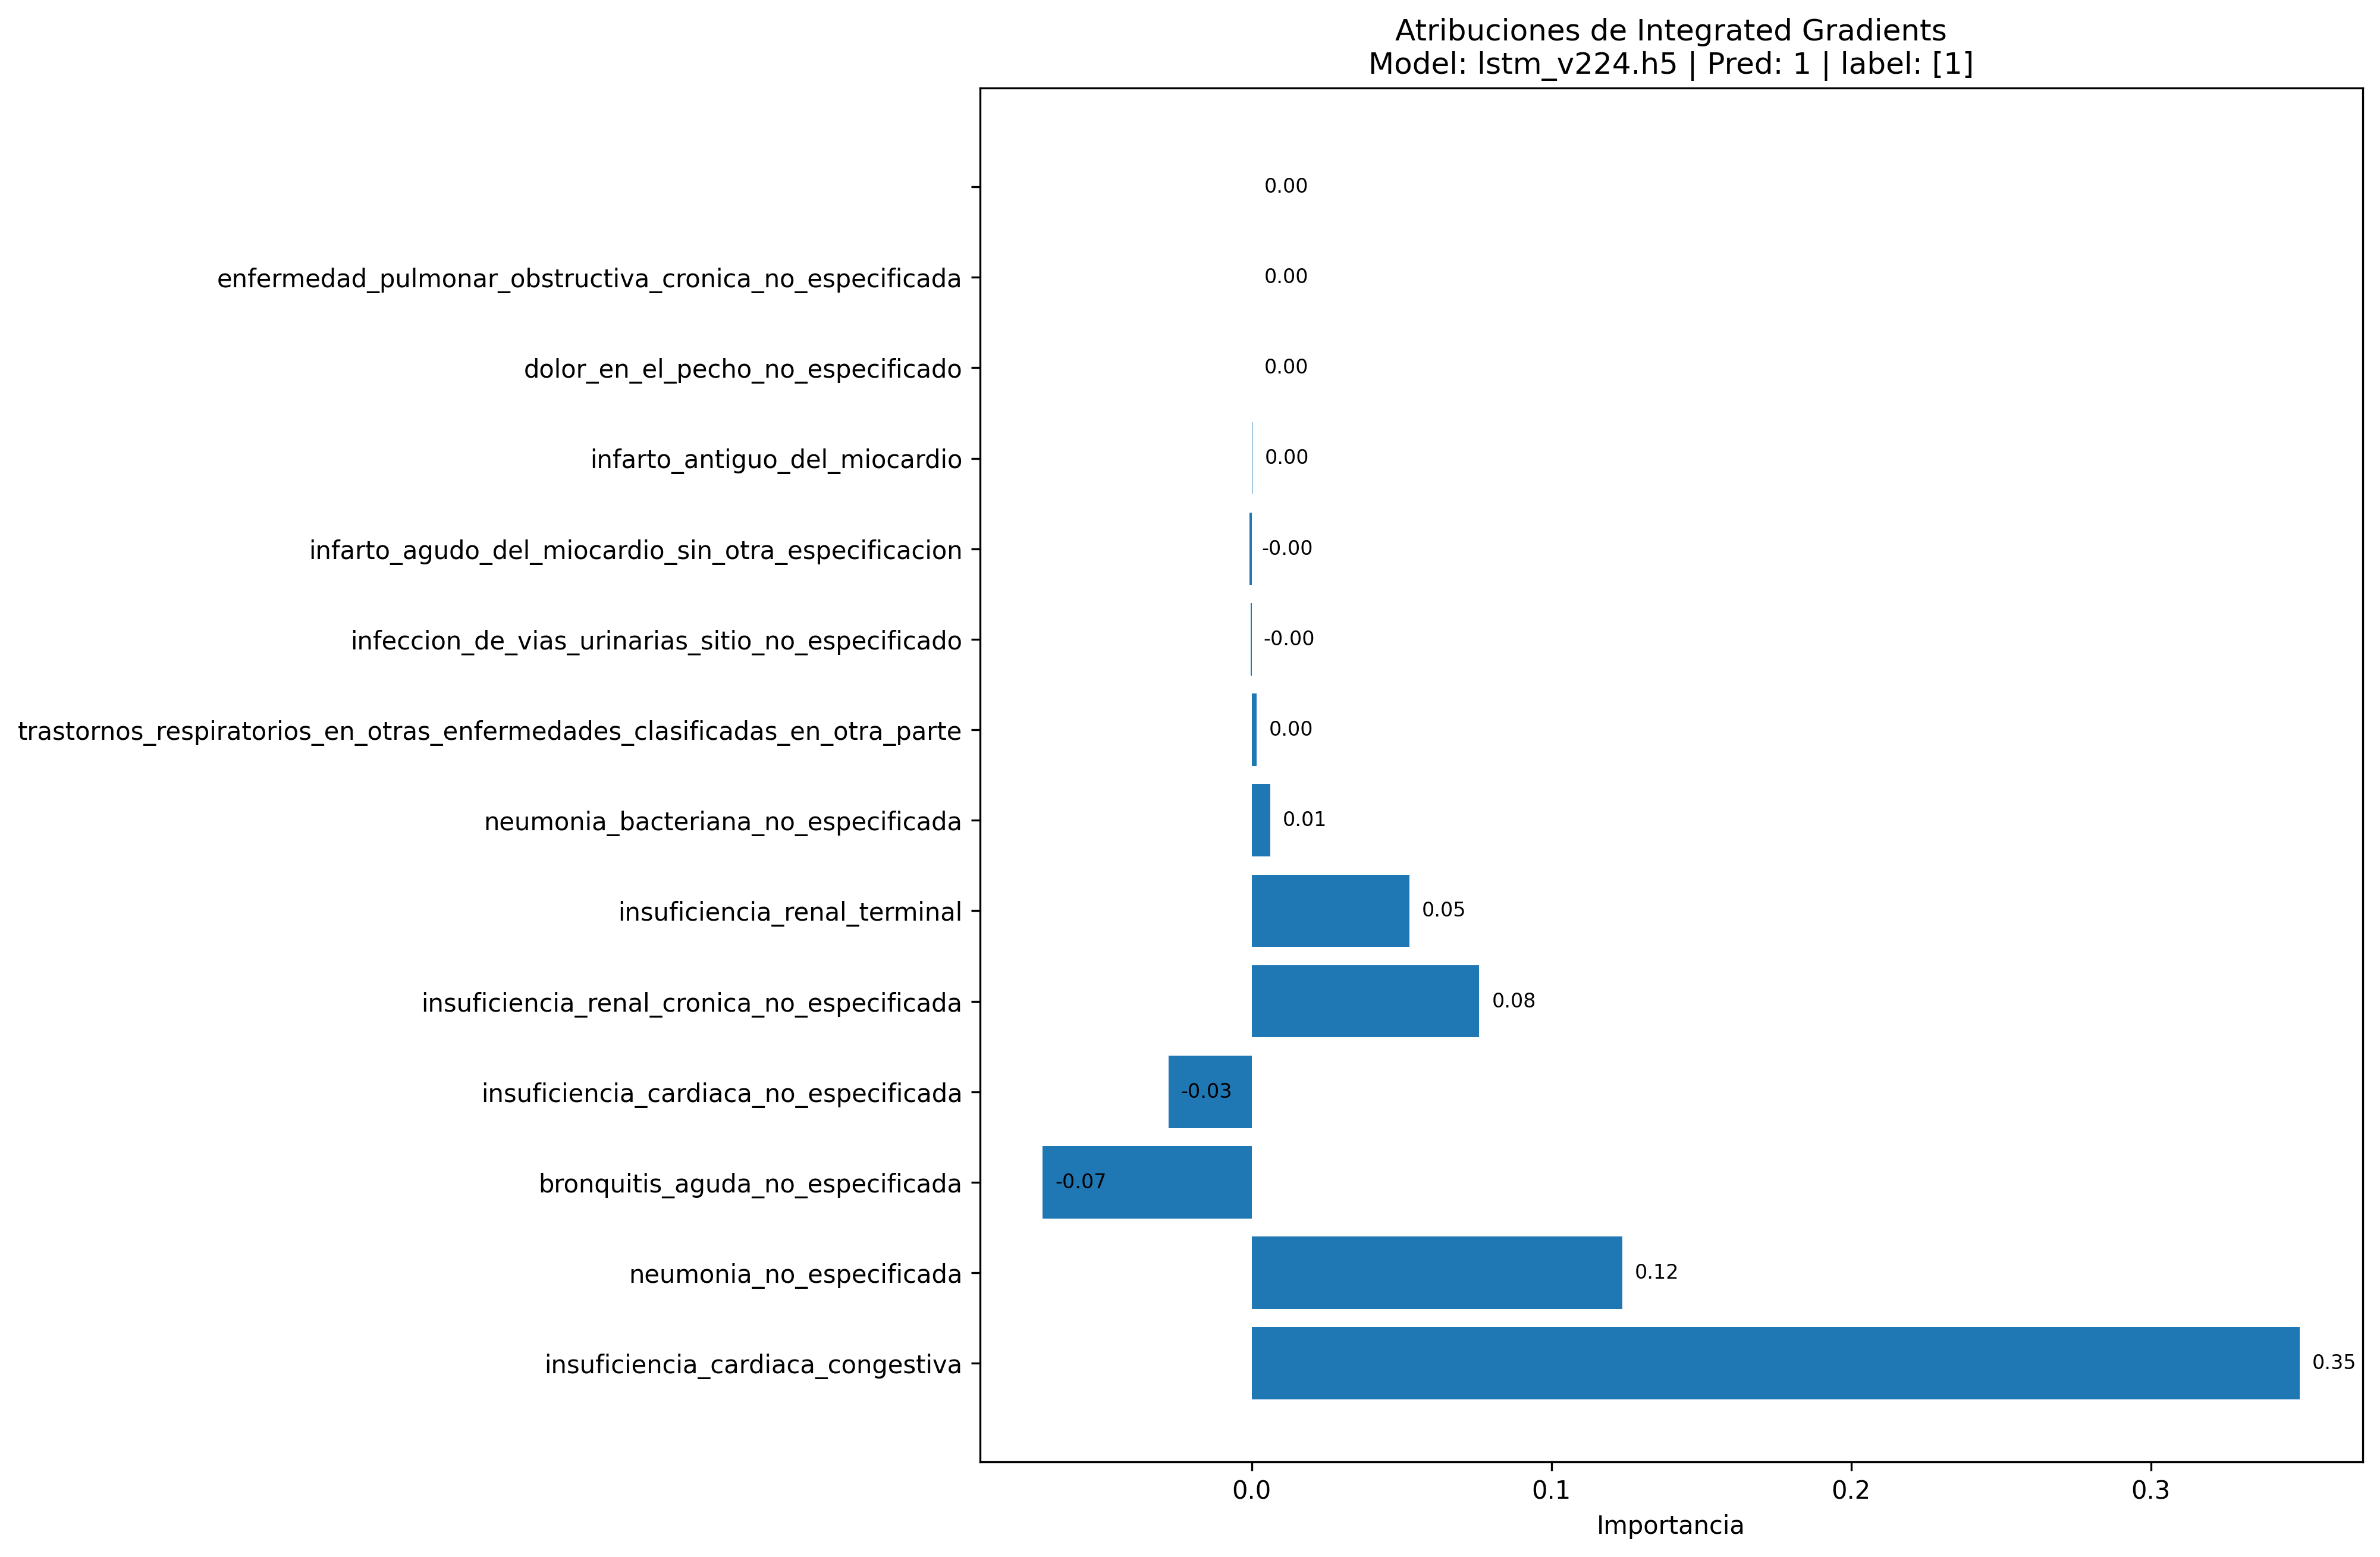 Atribuciones de Integrated Gradients
Model: lstm_v224.h5 | Pred: 1 | label: [1]
0.00
enfermedad_pulmonar_obstructiva_cronica_no_especificada 0.00
dolor_en_el_pecho_no_especificado 0.00
infarto_antiguo_del_miocardio 0.00
infarto_agudo_del_miocardio_sin_otra_especificacion -0.00
infeccion_de_vias_urinarias_sitio_no_especificado -0.00
trastornos_respiratorios_en_otras_enfermedades_clasificadas_en_otra_parte 0.00
neumonia_bacteriana_no_especificada 0.01
insuficiencia_renal_terminal 0.05
insuficiencia_renal_cronica_no_especificada 0.08
insuficiencia_cardiaca_no_especificada -0.03
bronquitis_aguda_no_especificada -0.07
neumonia_no_especificada 0.12
insuficiencia_cardiaca_congestiva 0.35
0.0 0.1 0.2 0.3
Importancia